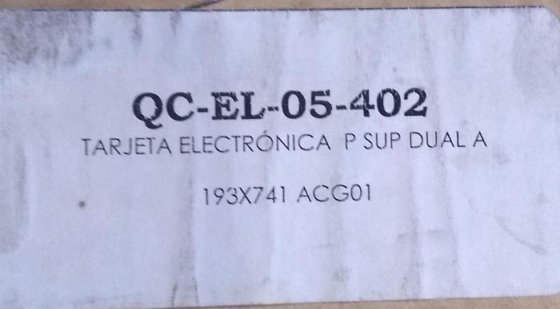 QC-EL-05-402
TARJETA ELECTRÓNICA P SUP DUAL A
193X741 ACG01